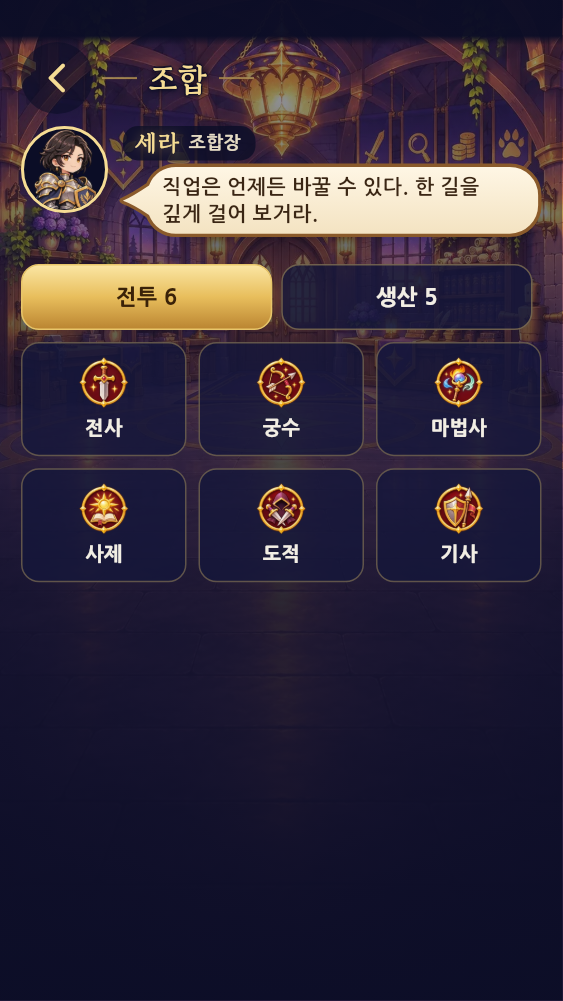 조합
세라 조합장
직업은 언제든 바꿀 수 있다. 한 길을
깊게 걸어 보거라.
전투 6
생산 5
전사
궁수
마법사
사제
도적
기사